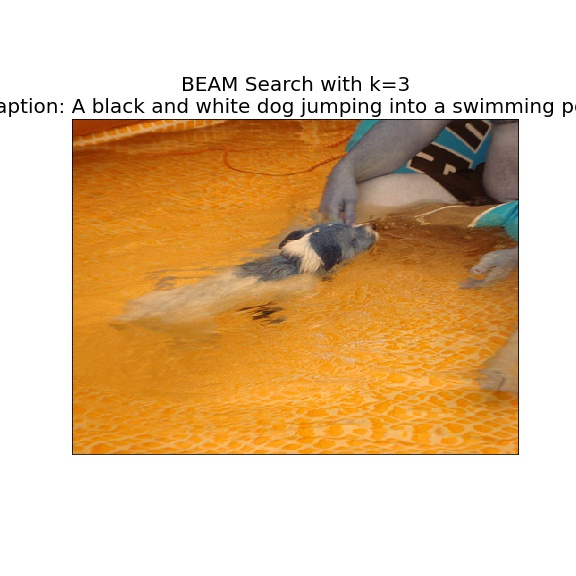 BEAM Search with k=3
aption: A black and white dog jumping into a swimming po